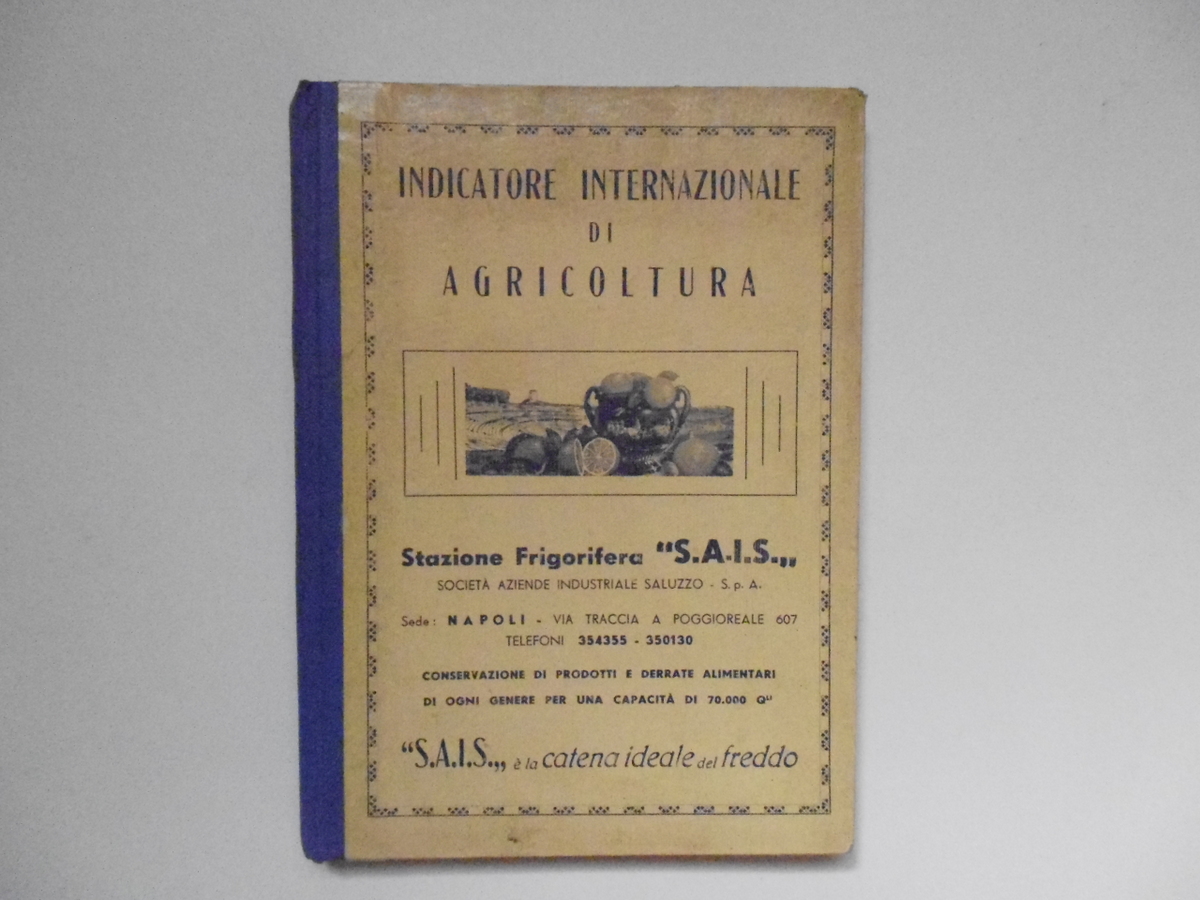 INDICATORE INTERNAZIONALE
DI
AGRICOLTURA
Stazione Frigorifera “S.A.I.S.„
SOCIETÀ AZIENDE INDUSTRIALE SALUZZO - S. p. A.
Sede: NAPOLI - VIA TRACCIA A POGGIOREALE 607
TELEFONI 354355 - 350130
CONSERVAZIONE DI PRODOTTI E DERRATE ALIMENTARI
DI OGNI GENERE PER UNA CAPACITÀ DI 70.000 Qˡⁱ
“S.A.I.S.„ è la catena ideale del freddo